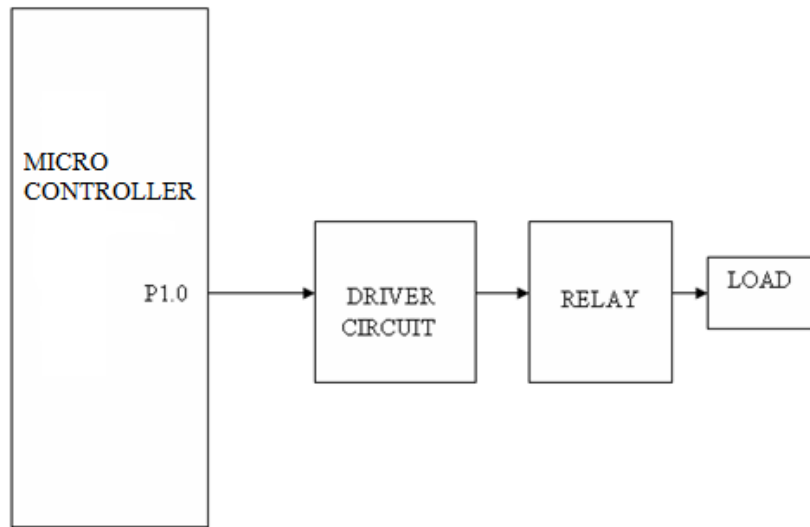 MICRO
CONTROLLER
P1.0
DRIVER
CIRCUIT
RELAY
LOAD